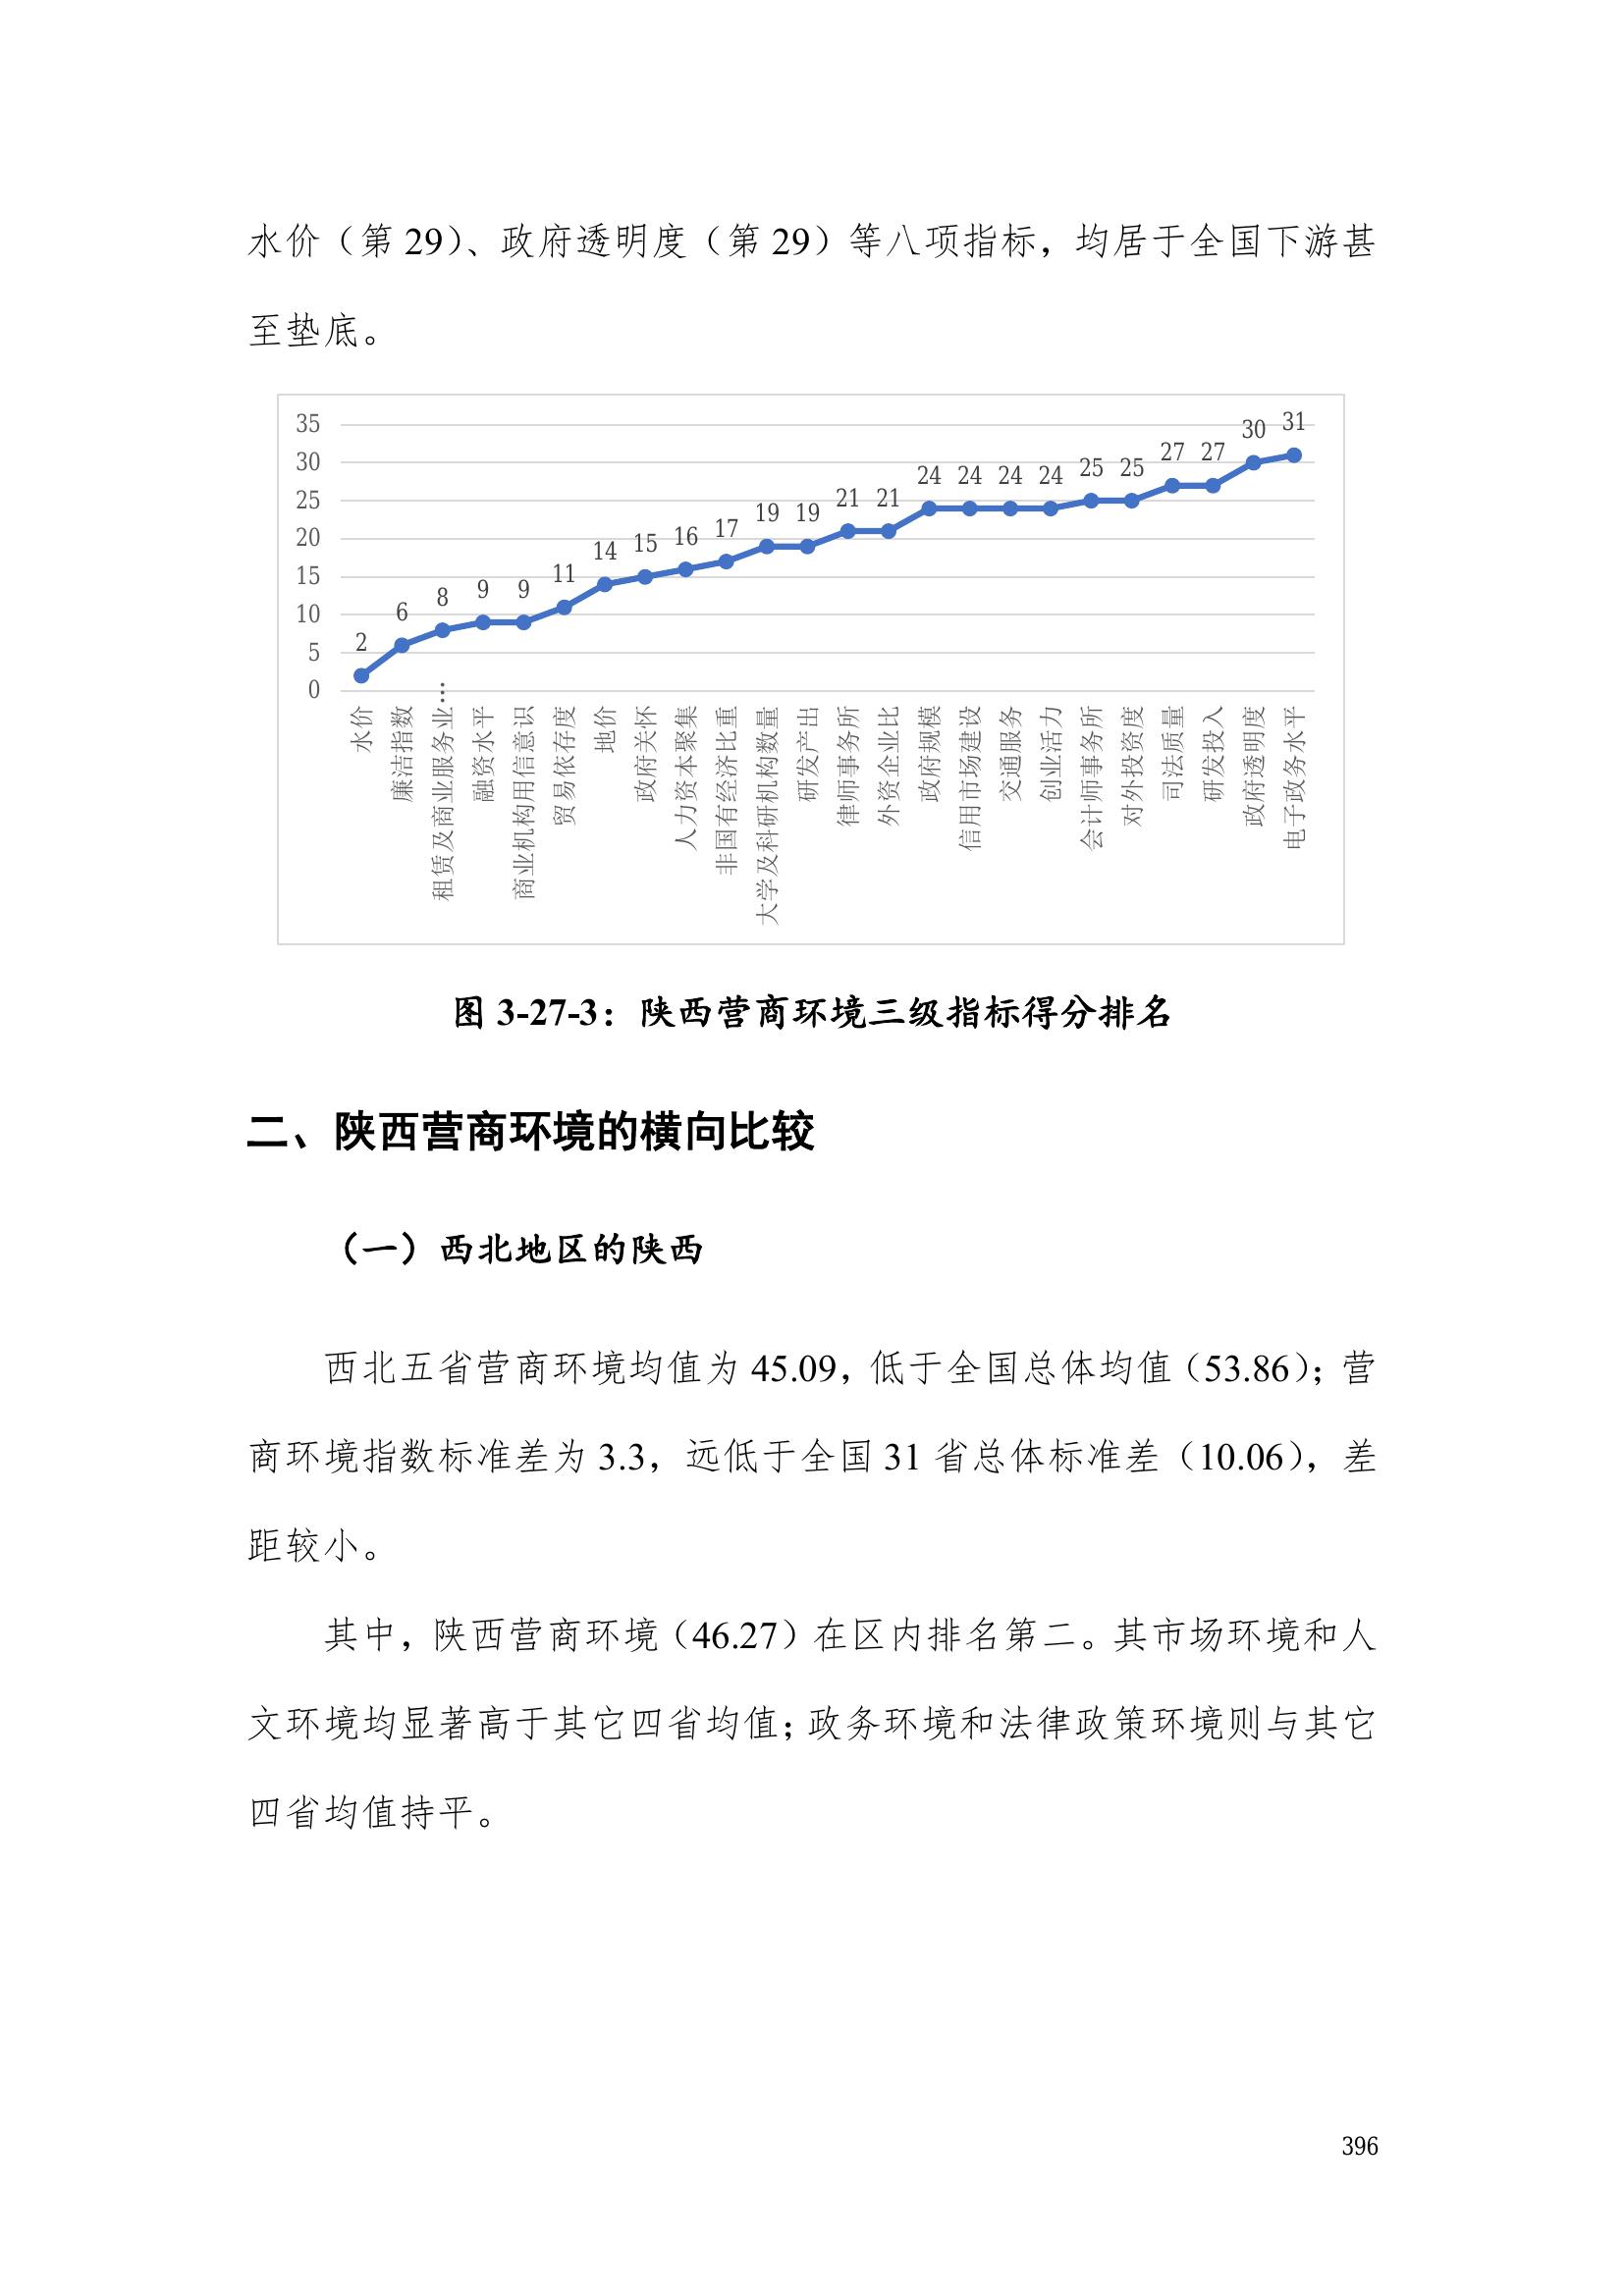 水价（第 29）、政府透明度（第 29）等八项指标，均居于全国下游甚
至垫底。
35
30
25
20
15
10
5
0
2
6
8
9
9
11
14
15
16
17
19
19
21
21
24
24
24
24
25
25
27
27
30
31
水价
廉洁指数
租赁及商业服务业…
融资水平
商业机构用信意识
贸易依存度
地价
政府关怀
人力资本聚集
非国有经济比重
大学及科研机构数量
研发产出
律师事务所
外资企业比
政府规模
信用市场建设
交通服务
创业活力
会计师事务所
对外投资度
司法质量
研发投入
政府透明度
电子政务水平
图 3-27-3：陕西营商环境三级指标得分排名
二、陕西营商环境的横向比较
（一）西北地区的陕西
西北五省营商环境均值为 45.09，低于全国总体均值（53.86）；营
商环境指数标准差为 3.3，远低于全国 31 省总体标准差（10.06），差
距较小。
其中，陕西营商环境（46.27）在区内排名第二。其市场环境和人
文环境均显著高于其它四省均值；政务环境和法律政策环境则与其它
四省均值持平。
396